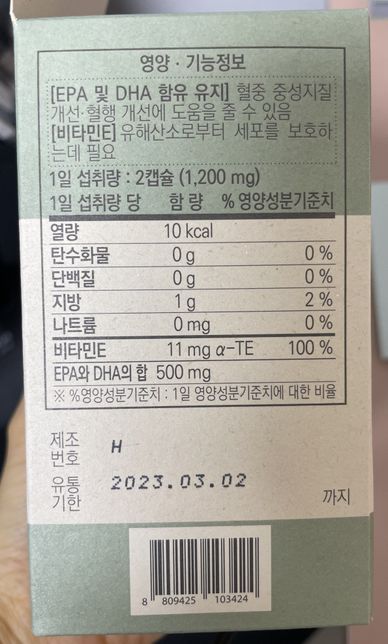 영양 · 기능정보
[EPA 및 DHA 함유 유지] 혈중 중성지질
개선·혈행 개선에 도움을 줄 수 있음
[비타민E] 유해산소로부터 세포를 보호하
는데 필요
1일 섭취량 : 2캡슐 (1,200 mg)
1일 섭취량 당 함 량 % 영양성분기준치
열량 10 kcal
탄수화물 0 g 0 %
단백질 0 g 0 %
지방 1 g 2 %
나트륨 0 mg 0 %
비타민E 11 mg α-TE 100 %
EPA와 DHA의 합 500 mg
※ %영양성분기준치 : 1일 영양성분기준치에 대한 비율
제조
번호 H
유통
기한 2023.03.02 까지
8 809425 103424